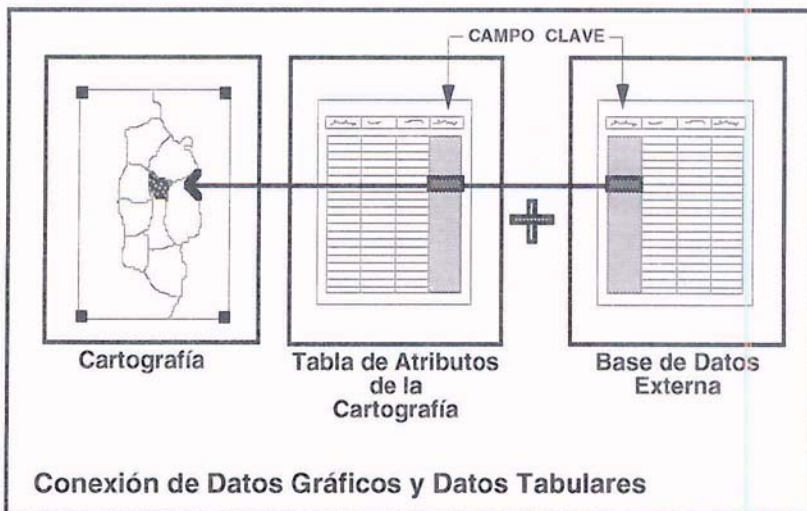 CAMPO CLAVE
Cartografía
Tabla de Atributos
de la
Cartografía
Base de Datos
Externa
Conexión de Datos Gráficos y Datos Tabulares